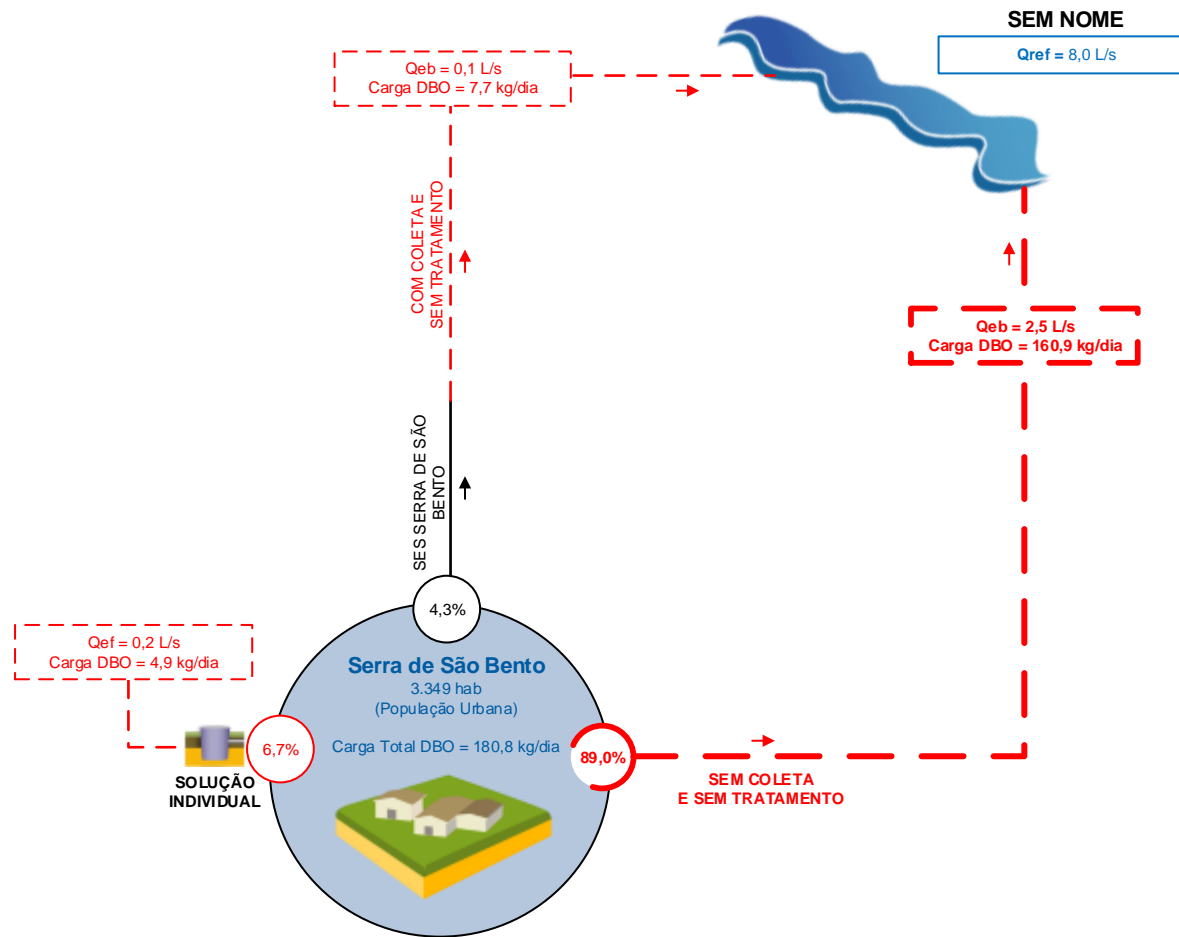 SEM NOME
Qref = 8,0 L/s
Qeb = 0,1 L/s
Carga DBO = 7,7 kg/dia
COM COLETA E
SEM TRATAMENTO
Qeb = 2,5 L/s
Carga DBO = 160,9 kg/dia
SES SERRA DE SÃO
BENTO
4,3%
Qef = 0,2 L/s
Carga DBO = 4,9 kg/dia
Serra de São Bento
3.349 hab
(População Urbana)
Carga Total DBO = 180,8 kg/dia
6,7%
89,0%
SOLUÇÃO
INDIVIDUAL
SEM COLETA
E SEM TRATAMENTO